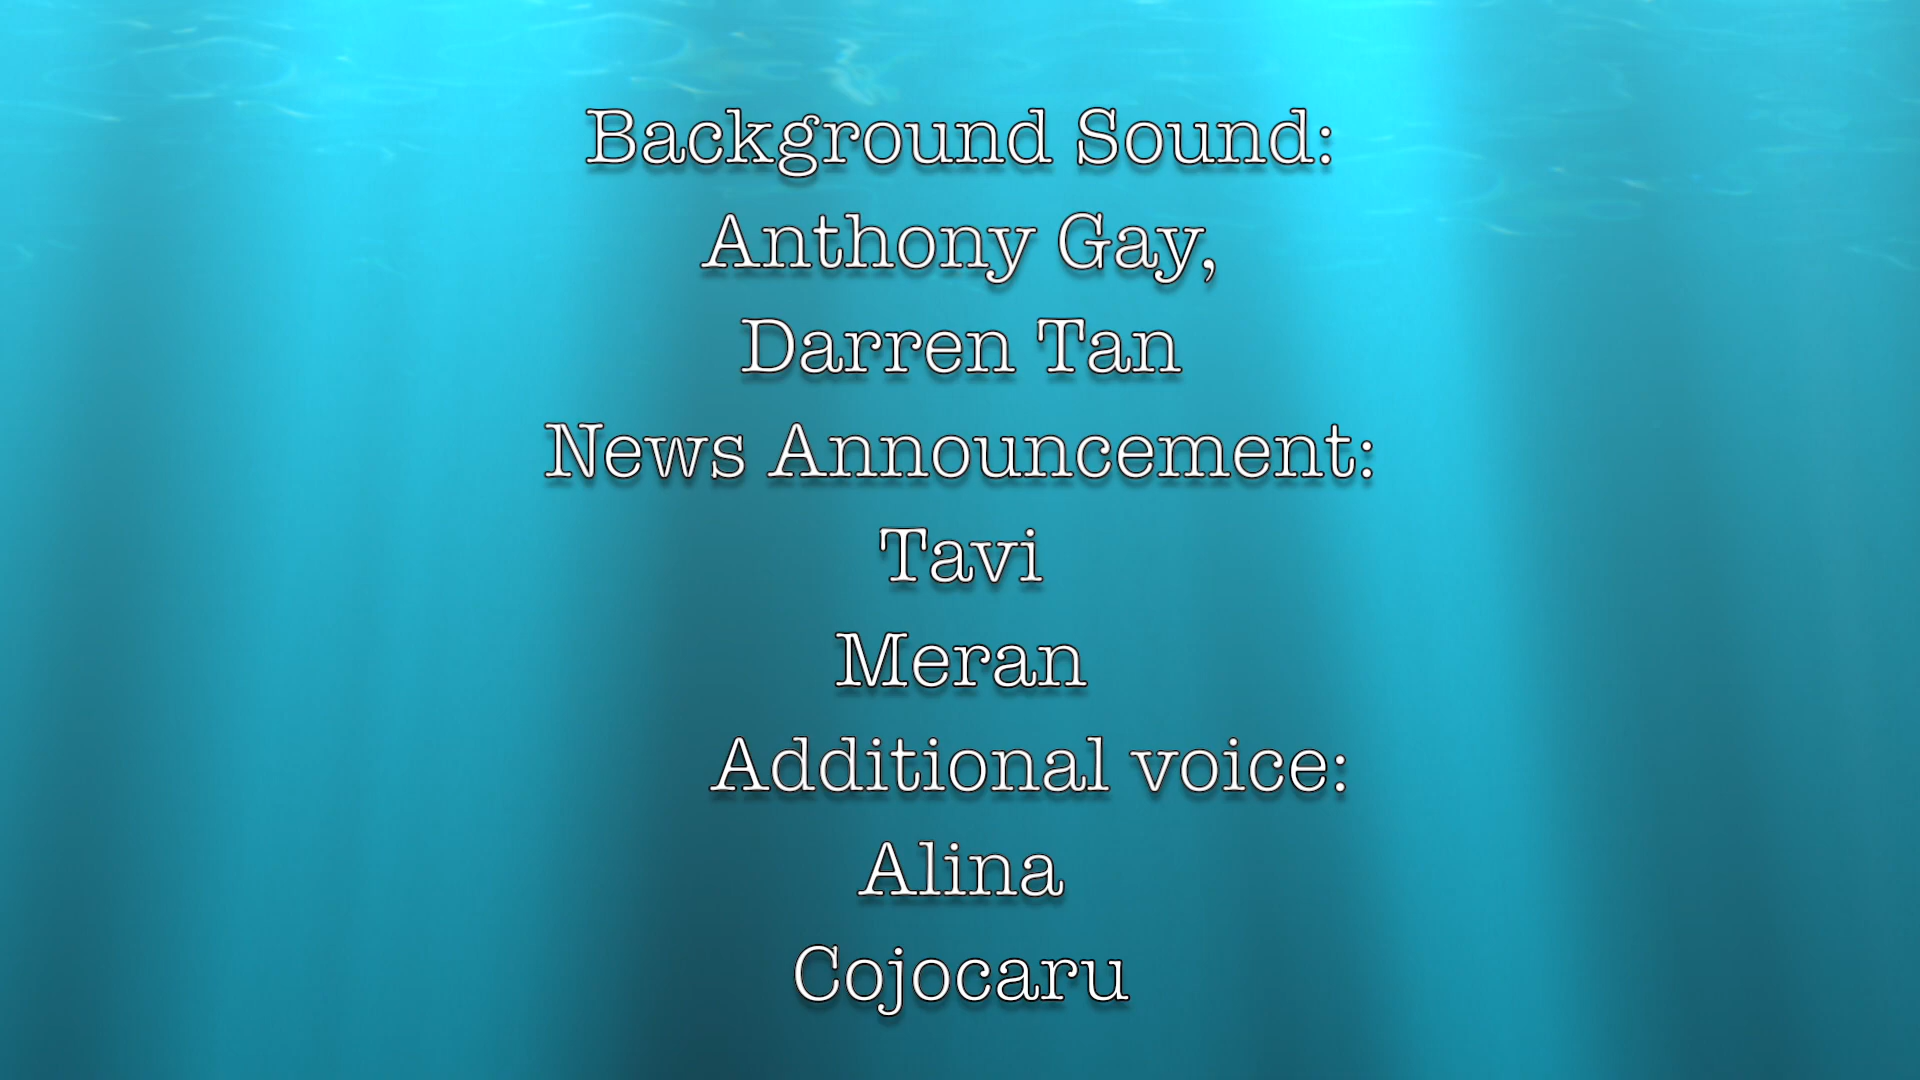 Background Sound:
Anthony Gay,
Darren Tan
News Announcement:
Tavi
Meran
Additional voice:
Alina
Cojocaru